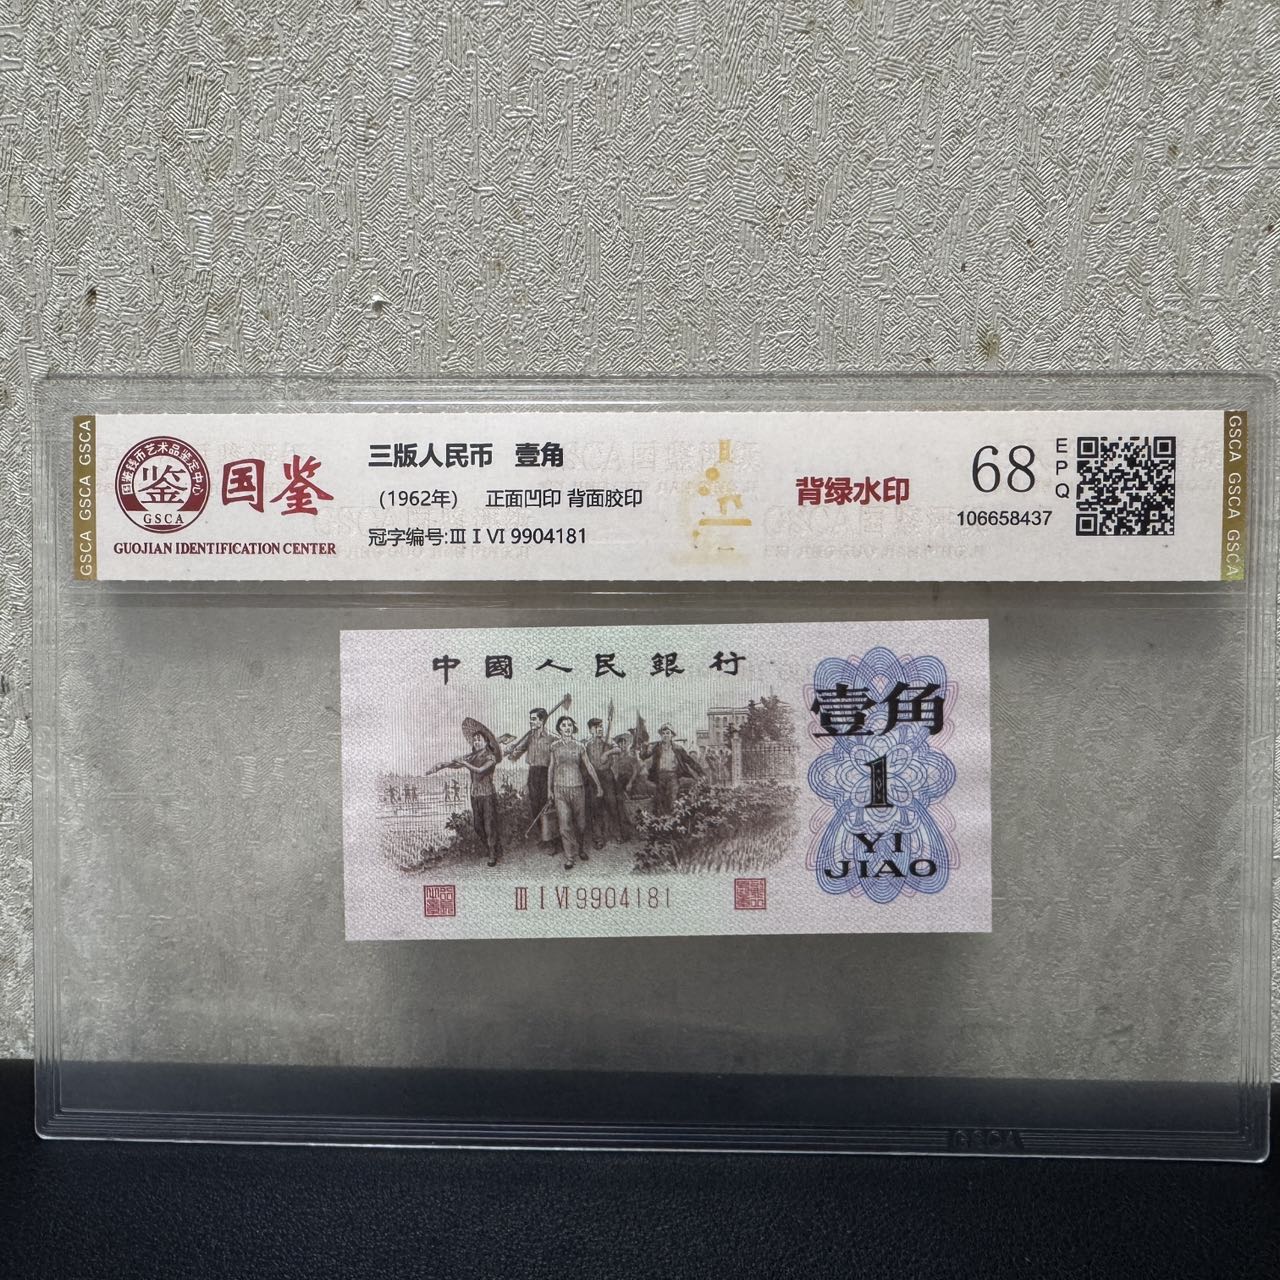 GSCA GSCA GSCA
国鉴钱币艺术品鉴定中心
鉴
GSCA
国鉴
GUOJIAN IDENTIFICATION CENTER
三版人民币 壹角
(1962年) 正面凹印 背面胶印
冠字编号:Ⅲ Ⅰ Ⅵ 9904181
背绿水印
68
EPQ
106658437
GSCA GSCA GSCA
中國人民銀行
壹角
1
YI
JIAO
Ⅲ Ⅰ Ⅵ 9904181
GSCA